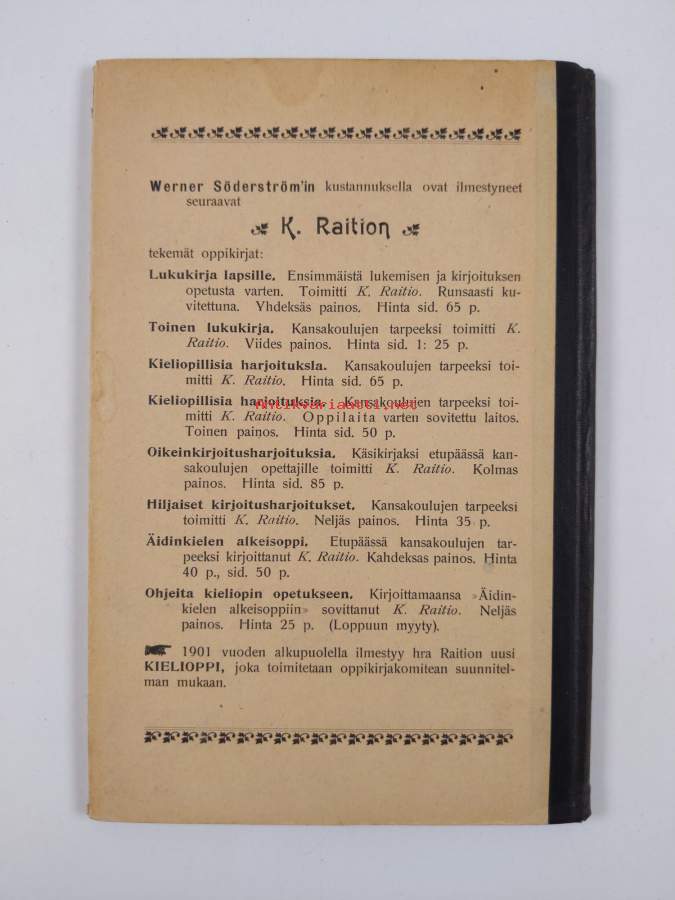 Werner Söderström'in kustannuksella ovat ilmestyneet
seuraavat
K. Raition
tekemät oppikirjat:
Lukukirja lapsille. Ensimmäistä lukemisen ja kirjoituksen
opetusta varten. Toimitti K. Raitio. Runsaasti ku-
vitettuna. Yhdeksäs painos. Hinta sid. 65 p.
Toinen lukukirja. Kansakoulujen tarpeeksi toimitti K.
Raitio. Viides painos. Hinta sid. 1: 25 p.
Kieliopillisia harjoituksia. Kansakoulujen tarpeeksi toi-
mitti K. Raitio. Hinta sid. 65 p.
Kieliopillisia harjoituksia. Kansakoulujen tarpeeksi toi-
Antikvariaatti.net
mitti K. Raitio. Oppilaita varten sovitettu laitos.
Toinen painos. Hinta sid. 50 p.
Oikeinkirjoitusharjoituksia. Käsikirjaksi etupäässä kan-
sakoulujen opettajille toimitti K. Raitio. Kolmas
painos. Hinta sid. 85 p.
Hiljaiset kirjoitusharjoitukset. Kansakoulujen tarpeeksi
toimitti K. Raitio. Neljäs painos. Hinta 35 p.
Äidinkielen alkeisoppi. Etupäässä kansakoulujen tar-
peeksi kirjoittanut K. Raitio. Kahdeksas painos. Hinta
40 p., sid. 50 p.
Ohjeita kieliopin opetukseen. Kirjoittamaansa »Äidin-
kielen alkeisoppiin» sovittanut K. Raitio. Neljäs
painos. Hinta 25 p. (Loppuun myyty).
1901 vuoden alkupuolella ilmestyy hra Raition uusi
KIELIOPPI, joka toimitetaan oppikirjakomitean suunnitel-
man mukaan.